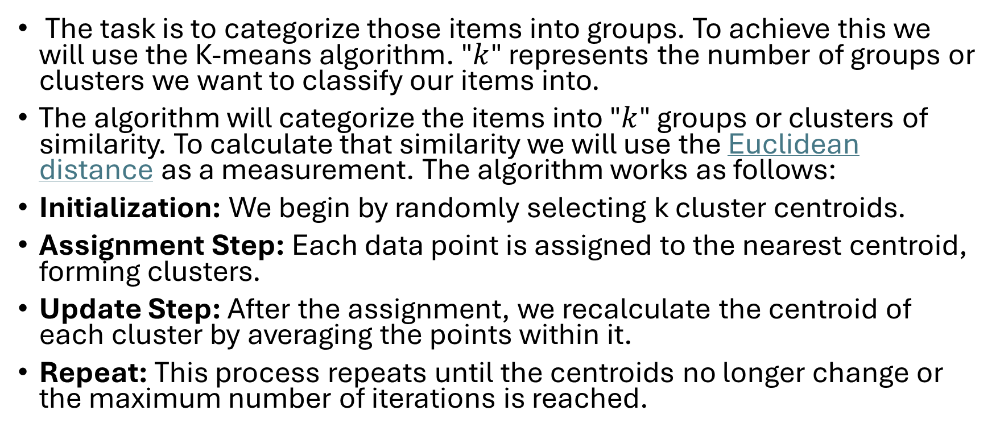 • The task is to categorize those items into groups. To achieve this we
will use the K-means algorithm. "k" represents the number of groups or
clusters we want to classify our items into.
• The algorithm will categorize the items into "k" groups or clusters of
similarity. To calculate that similarity we will use the Euclidean
distance as a measurement. The algorithm works as follows:
• Initialization: We begin by randomly selecting k cluster centroids.
• Assignment Step: Each data point is assigned to the nearest centroid,
forming clusters.
• Update Step: After the assignment, we recalculate the centroid of
each cluster by averaging the points within it.
• Repeat: This process repeats until the centroids no longer change or
the maximum number of iterations is reached.